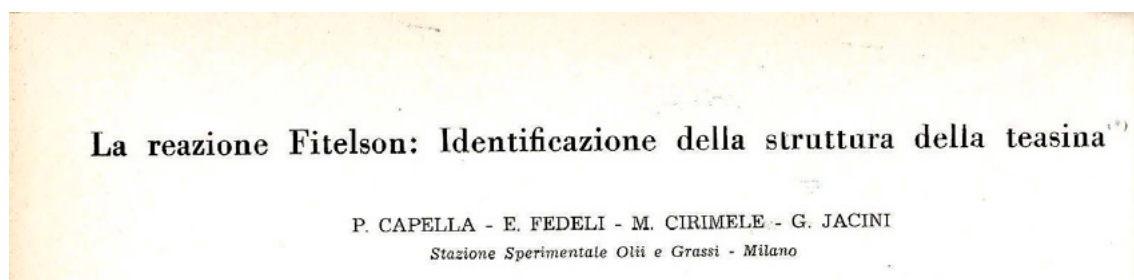 La reazione Fitelson: Identificazione della struttura della teasina (*)
P. CAPELLA - E. FEDELI - M. CIRIMELE - G. JACINI
Stazione Sperimentale Olii e Grassi - Milano